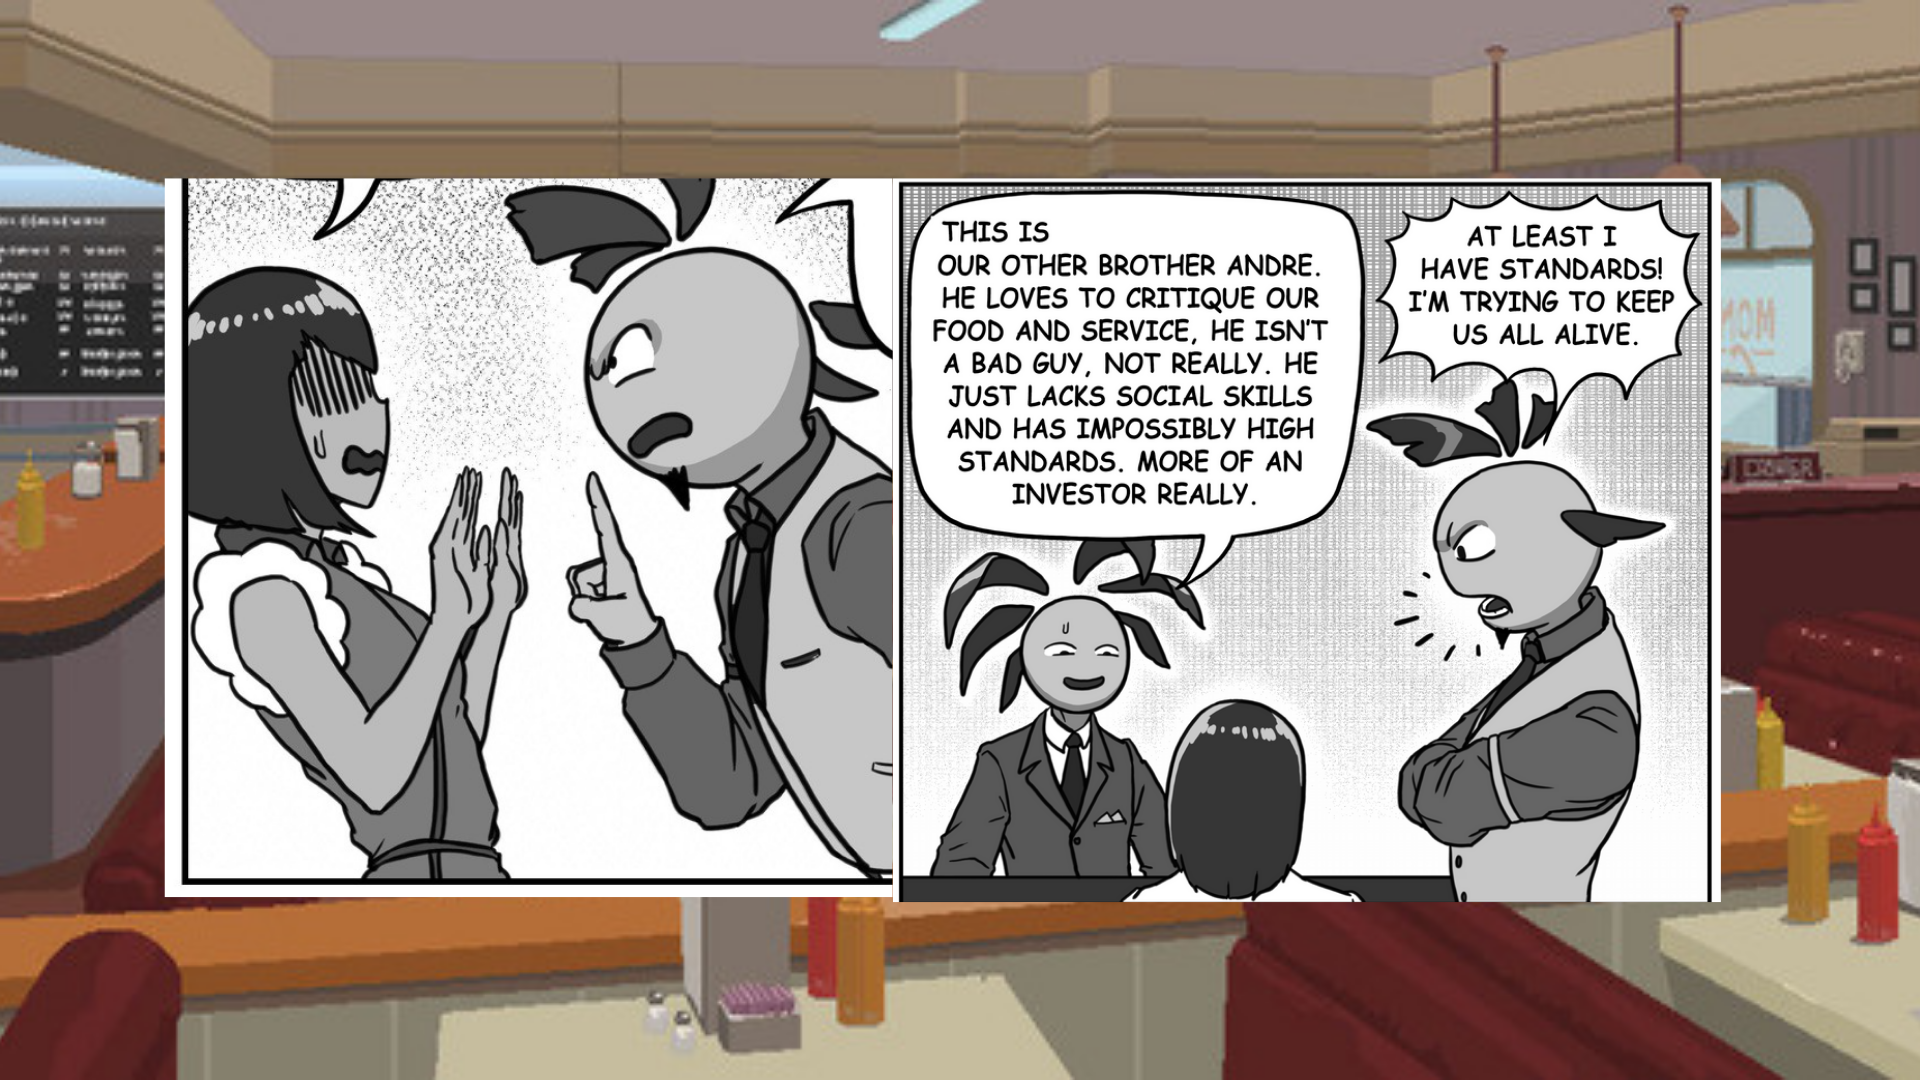 THIS IS
OUR OTHER BROTHER ANDRE.
HE LOVES TO CRITIQUE OUR
FOOD AND SERVICE, HE ISN'T
A BAD GUY, NOT REALLY. HE
JUST LACKS SOCIAL SKILLS
AND HAS IMPOSSIBLY HIGH
STANDARDS. MORE OF AN
INVESTOR REALLY.
AT LEAST I
HAVE STANDARDS!
I'M TRYING TO KEEP
US ALL ALIVE.